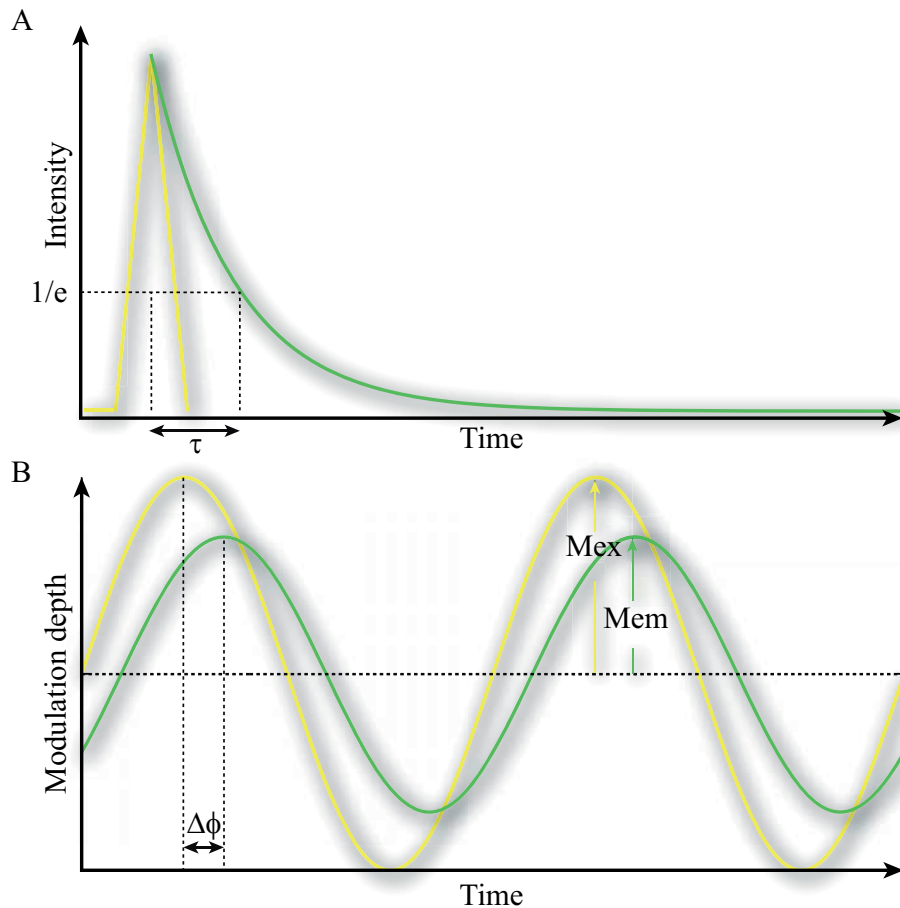 A
Intensity
1/e
τ
Time
B
Modulation depth
Mex
Mem
Δϕ
Time